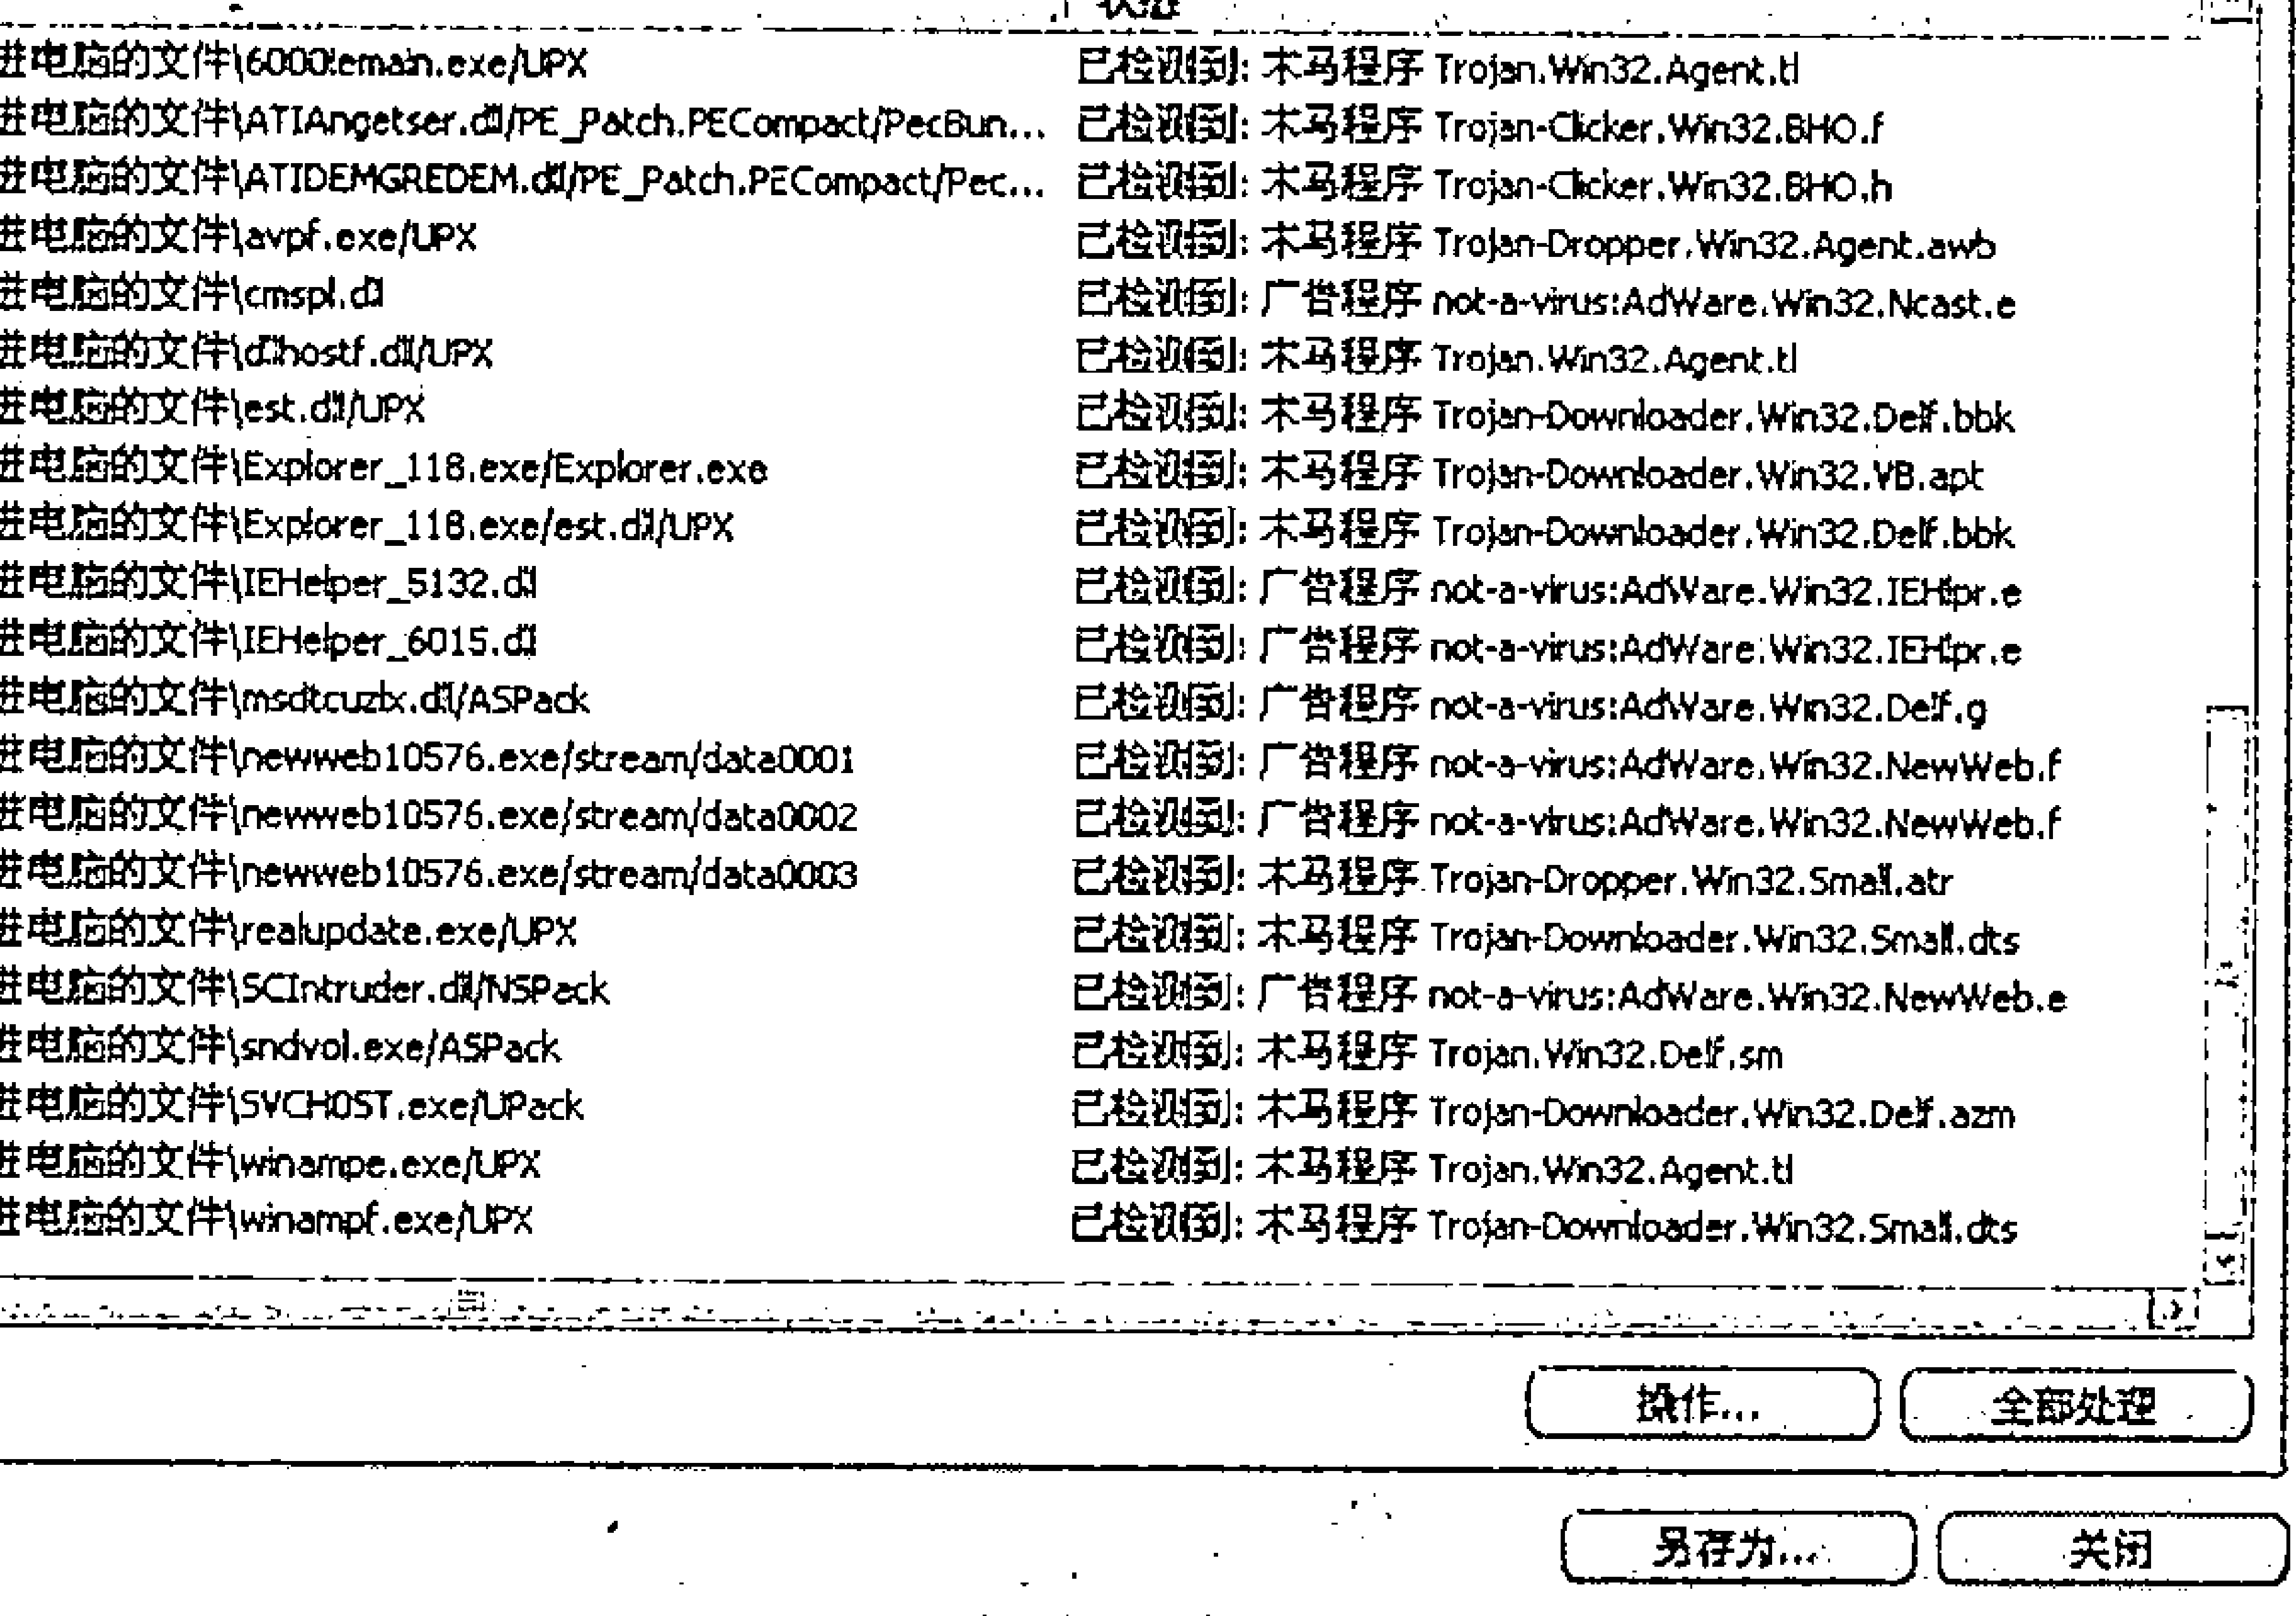 状态
进电脑的文件\6000temain.exe/UPX 已检测到: 木马程序 Trojan.Win32.Agent.tl
进电脑的文件\ATIAngetser.dll/PE_Patch.PECompact/PecBun... 已检测到: 木马程序 Trojan-Clicker.Win32.BHO.f
进电脑的文件\ATIDEMGREDEM.dll/PE_Patch.PECompact/Pec... 已检测到: 木马程序 Trojan-Clicker.Win32.BHO.h
进电脑的文件\avpf.exe/UPX 已检测到: 木马程序 Trojan-Dropper.Win32.Agent.awb
进电脑的文件\cmspl.dll 已检测到: 广告程序 not-a-virus:AdWare.Win32.Ncast.e
进电脑的文件\dllhostf.dll/UPX 已检测到: 木马程序 Trojan.Win32.Agent.tl
进电脑的文件\est.dll/UPX 已检测到: 木马程序 Trojan-Downloader.Win32.Delf.bbk
进电脑的文件\Explorer_118.exe/Explorer.exe 已检测到: 木马程序 Trojan-Downloader.Win32.VB.apt
进电脑的文件\Explorer_118.exe/est.dll/UPX 已检测到: 木马程序 Trojan-Downloader.Win32.Delf.bbk
进电脑的文件\IEHelper_5132.dll 已检测到: 广告程序 not-a-virus:AdWare.Win32.IEHlpr.e
进电脑的文件\IEHelper_6015.dll 已检测到: 广告程序 not-a-virus:AdWare.Win32.IEHlpr.e
进电脑的文件\msdtcuzlx.dll/ASPack 已检测到: 广告程序 not-a-virus:AdWare.Win32.Delf.g
进电脑的文件\newweb10576.exe/stream/data0001 已检测到: 广告程序 not-a-virus:AdWare.Win32.NewWeb.f
进电脑的文件\newweb10576.exe/stream/data0002 已检测到: 广告程序 not-a-virus:AdWare.Win32.NewWeb.f
进电脑的文件\newweb10576.exe/stream/data0003 已检测到: 木马程序 Trojan-Dropper.Win32.Small.atr
进电脑的文件\realupdate.exe/UPX 已检测到: 木马程序 Trojan-Downloader.Win32.Small.dts
进电脑的文件\SCIntruder.dll/NSPack 已检测到: 广告程序 not-a-virus:AdWare.Win32.NewWeb.e
进电脑的文件\sndvol.exe/ASPack 已检测到: 木马程序 Trojan.Win32.Delf.sm
进电脑的文件\SVCH0ST.exe/UPack 已检测到: 木马程序 Trojan-Downloader.Win32.Delf.azm
进电脑的文件\winampe.exe/UPX 已检测到: 木马程序 Trojan.Win32.Agent.tl
进电脑的文件\winampf.exe/UPX 已检测到: 木马程序 Trojan-Downloader.Win32.Small.dts
操作... 全部处理
另存为... 关闭